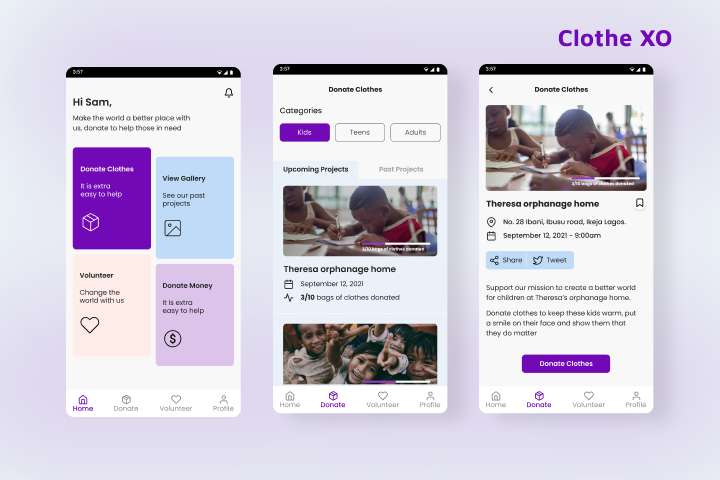 Clothe XO
3:57
Hi Sam,
Make the world a better place with
us, donate to help those in need
Donate Clothes
It is extra
easy to help
View Gallery
See our past
projects
Volunteer
Change the
world with us
Donate Money
It is extra
easy to help
Home
Donate
Volunteer
Profile
3:57
Donate Clothes
Categories
Kids
Teens
Adults
Upcoming Projects
Past Projects
3/10 bags of clothes donated
Theresa orphanage home
September 12, 2021
3/10 bags of clothes donated
Home
Donate
Volunteer
Profile
3:57
Donate Clothes
3/10 bags of clothes donated
Theresa orphanage home
No. 28 Ibani, Ibusu road, Ikeja Lagos.
September 12, 2021 - 9:00am
Share
Tweet
Support our mission to create a better world
for children at Theresa's orphanage home.
Donate clothes to keep these kids warm, put
a smile on their face and show them that
they do matter
Donate Clothes
Home
Donate
Volunteer
Profile